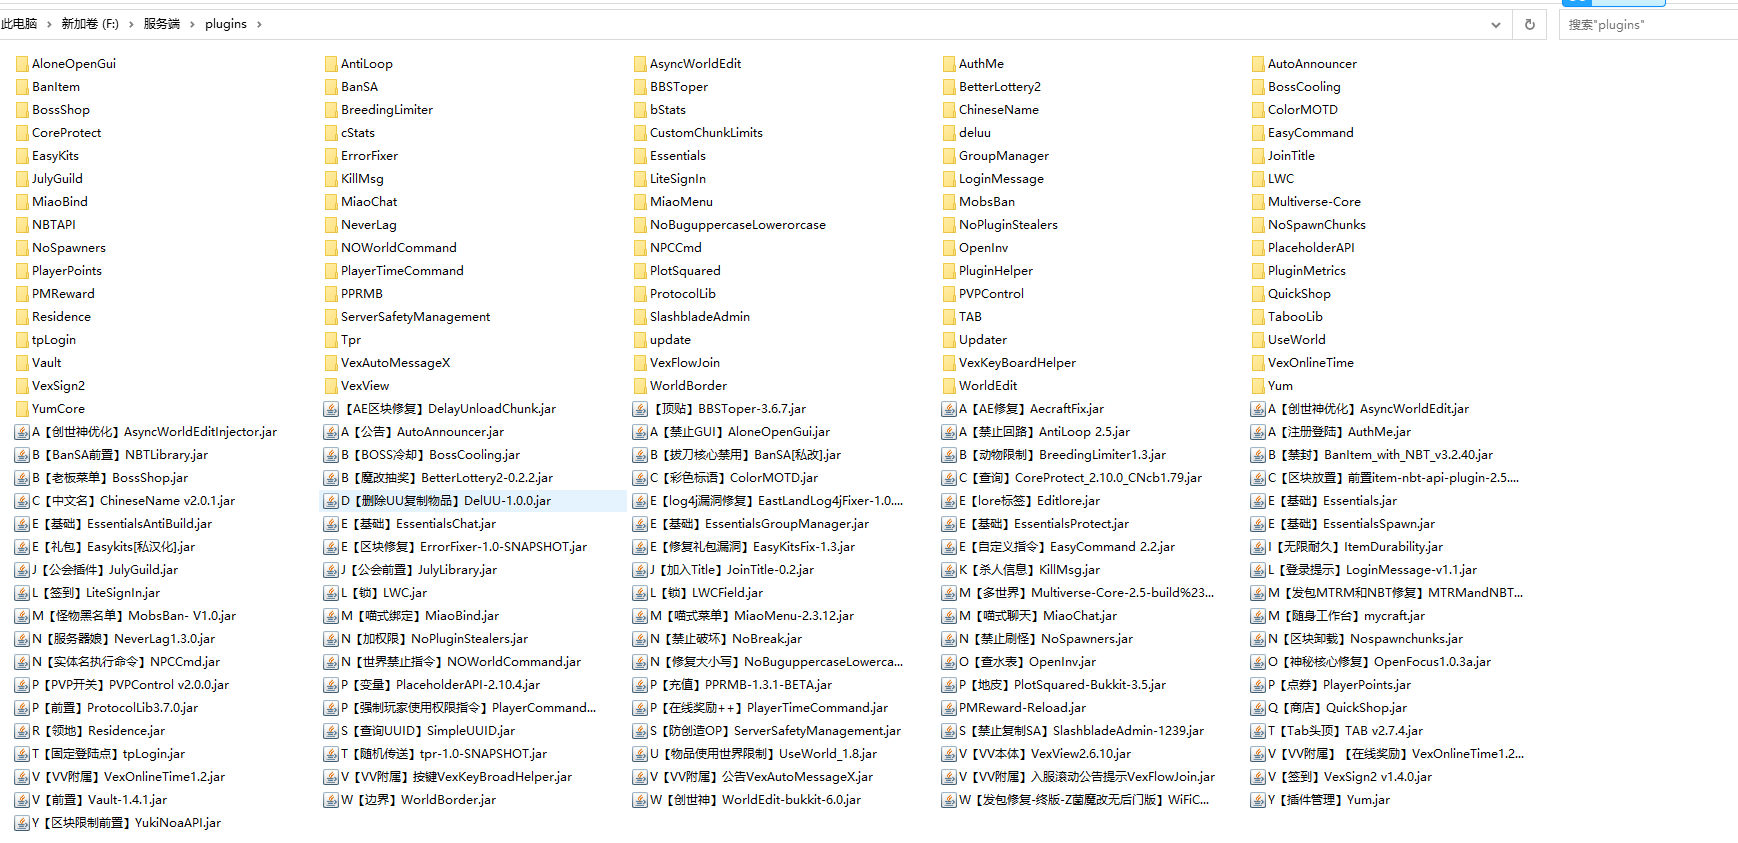 此电脑 › 新加卷 (F:) › 服务端 › plugins ›
搜索"plugins"
AloneOpenGui AntiLoop AsyncWorldEdit AuthMe AutoAnnouncer
BanItem BanSA BBSToper BetterLottery2 BossCooling
BossShop BreedingLimiter bStats ChineseName ColorMOTD
CoreProtect cStats CustomChunkLimits deluu EasyCommand
EasyKits ErrorFixer Essentials GroupManager JoinTitle
JulyGuild KillMsg LiteSignIn LoginMessage LWC
MiaoBind MiaoChat MiaoMenu MobsBan Multiverse-Core
NBTAPI NeverLag NoBuguppercaseLowerorcase NoPluginStealers NoSpawnChunks
NoSpawners NOWorldCommand NPCCmd OpenInv PlaceholderAPI
PlayerPoints PlayerTimeCommand PlotSquared PluginHelper PluginMetrics
PMReward PPRMB ProtocolLib PVPControl QuickShop
Residence ServerSafetyManagement SlashbladeAdmin TAB TabooLib
tpLogin Tpr update Updater UseWorld
Vault VexAutoMessageX VexFlowJoin VexKeyBoardHelper VexOnlineTime
VexSign2 VexView WorldBorder WorldEdit Yum
YumCore 【AE区块修复】DelayUnloadChunk.jar 【顶贴】BBSToper-3.6.7.jar A【AE修复】AecraftFix.jar A【创世神优化】AsyncWorldEdit.jar
A【创世神优化】AsyncWorldEditInjector.jar A【公告】AutoAnnouncer.jar A【禁止GUI】AloneOpenGui.jar A【禁止回路】AntiLoop 2.5.jar A【注册登陆】AuthMe.jar
B【BanSA前置】NBTLibrary.jar B【BOSS冷却】BossCooling.jar B【拔刀核心禁用】BanSA[私改].jar B【动物限制】BreedingLimiter1.3.jar B【禁封】BanItem_with_NBT_v3.2.40.jar
B【老板菜单】BossShop.jar B【魔改抽奖】BetterLottery2-0.2.2.jar C【彩色标语】ColorMOTD.jar C【查询】CoreProtect_2.10.0_CNcb1.79.jar C【区块放置】前置item-nbt-api-plugin-2.5....
C【中文名】ChineseName v2.0.1.jar D【删除UU复制物品】DelUU-1.0.0.jar E【log4j漏洞修复】EastLandLog4jFixer-1.0.... E【lore标签】Editlore.jar E【基础】Essentials.jar
E【基础】EssentialsAntiBuild.jar E【基础】EssentialsChat.jar E【基础】EssentialsGroupManager.jar E【基础】EssentialsProtect.jar E【基础】EssentialsSpawn.jar
E【礼包】Easykits[私汉化].jar E【区块修复】ErrorFixer-1.0-SNAPSHOT.jar E【修复礼包漏洞】EasyKitsFix-1.3.jar E【自定义指令】EasyCommand 2.2.jar I【无限耐久】ItemDurability.jar
J【公会插件】JulyGuild.jar J【公会前置】JulyLibrary.jar J【加入Title】JoinTitle-0.2.jar K【杀人信息】KillMsg.jar L【登录提示】LoginMessage-v1.1.jar
L【签到】LiteSignIn.jar L【锁】LWC.jar L【锁】LWCField.jar M【多世界】Multiverse-Core-2.5-build%23... M【发包MTRM和NBT修复】MTRMandNBT...
M【怪物黑名单】MobsBan- V1.0.jar M【喵式绑定】MiaoBind.jar M【喵式菜单】MiaoMenu-2.3.12.jar M【喵式聊天】MiaoChat.jar M【随身工作台】mycraft.jar
N【服务器娘】NeverLag1.3.0.jar N【加权限】NoPluginStealers.jar N【禁止破坏】NoBreak.jar N【禁止刷怪】NoSpawners.jar N【区块卸载】Nospawnchunks.jar
N【实体名执行命令】NPCCmd.jar N【世界禁止指令】NOWorldCommand.jar N【修复大小写】NoBuguppercaseLowerca... O【查水表】OpenInv.jar O【神秘核心修复】OpenFocus1.0.3a.jar
P【PVP开关】PVPControl v2.0.0.jar P【变量】PlaceholderAPI-2.10.4.jar P【充值】PPRMB-1.3.1-BETA.jar P【地皮】PlotSquared-Bukkit-3.5.jar P【点券】PlayerPoints.jar
P【前置】ProtocolLib3.7.0.jar P【强制玩家使用权限指令】PlayerCommand... P【在线奖励++】PlayerTimeCommand.jar PMReward-Reload.jar Q【商店】QuickShop.jar
R【领地】Residence.jar S【查询UUID】SimpleUUID.jar S【防创造OP】ServerSafetyManagement.jar S【禁止复制SA】SlashbladeAdmin-1239.jar T【Tab头顶】TAB v2.7.4.jar
T【固定登陆点】tpLogin.jar T【随机传送】tpr-1.0-SNAPSHOT.jar U【物品使用世界限制】UseWorld_1.8.jar V【VV本体】VexView2.6.10.jar V【VV附属】【在线奖励】VexOnlineTime1.2...
V【VV附属】VexOnlineTime1.2.jar V【VV附属】按键VexKeyBroadHelper.jar V【VV附属】公告VexAutoMessageX.jar V【VV附属】入服滚动公告提示VexFlowJoin.jar V【签到】VexSign2 v1.4.0.jar
V【前置】Vault-1.4.1.jar W【边界】WorldBorder.jar W【创世神】WorldEdit-bukkit-6.0.jar W【发包修复-终版-Z菌魔改无后门版】WiFiC... Y【插件管理】Yum.jar
Y【区块限制前置】YukiNoaAPI.jar